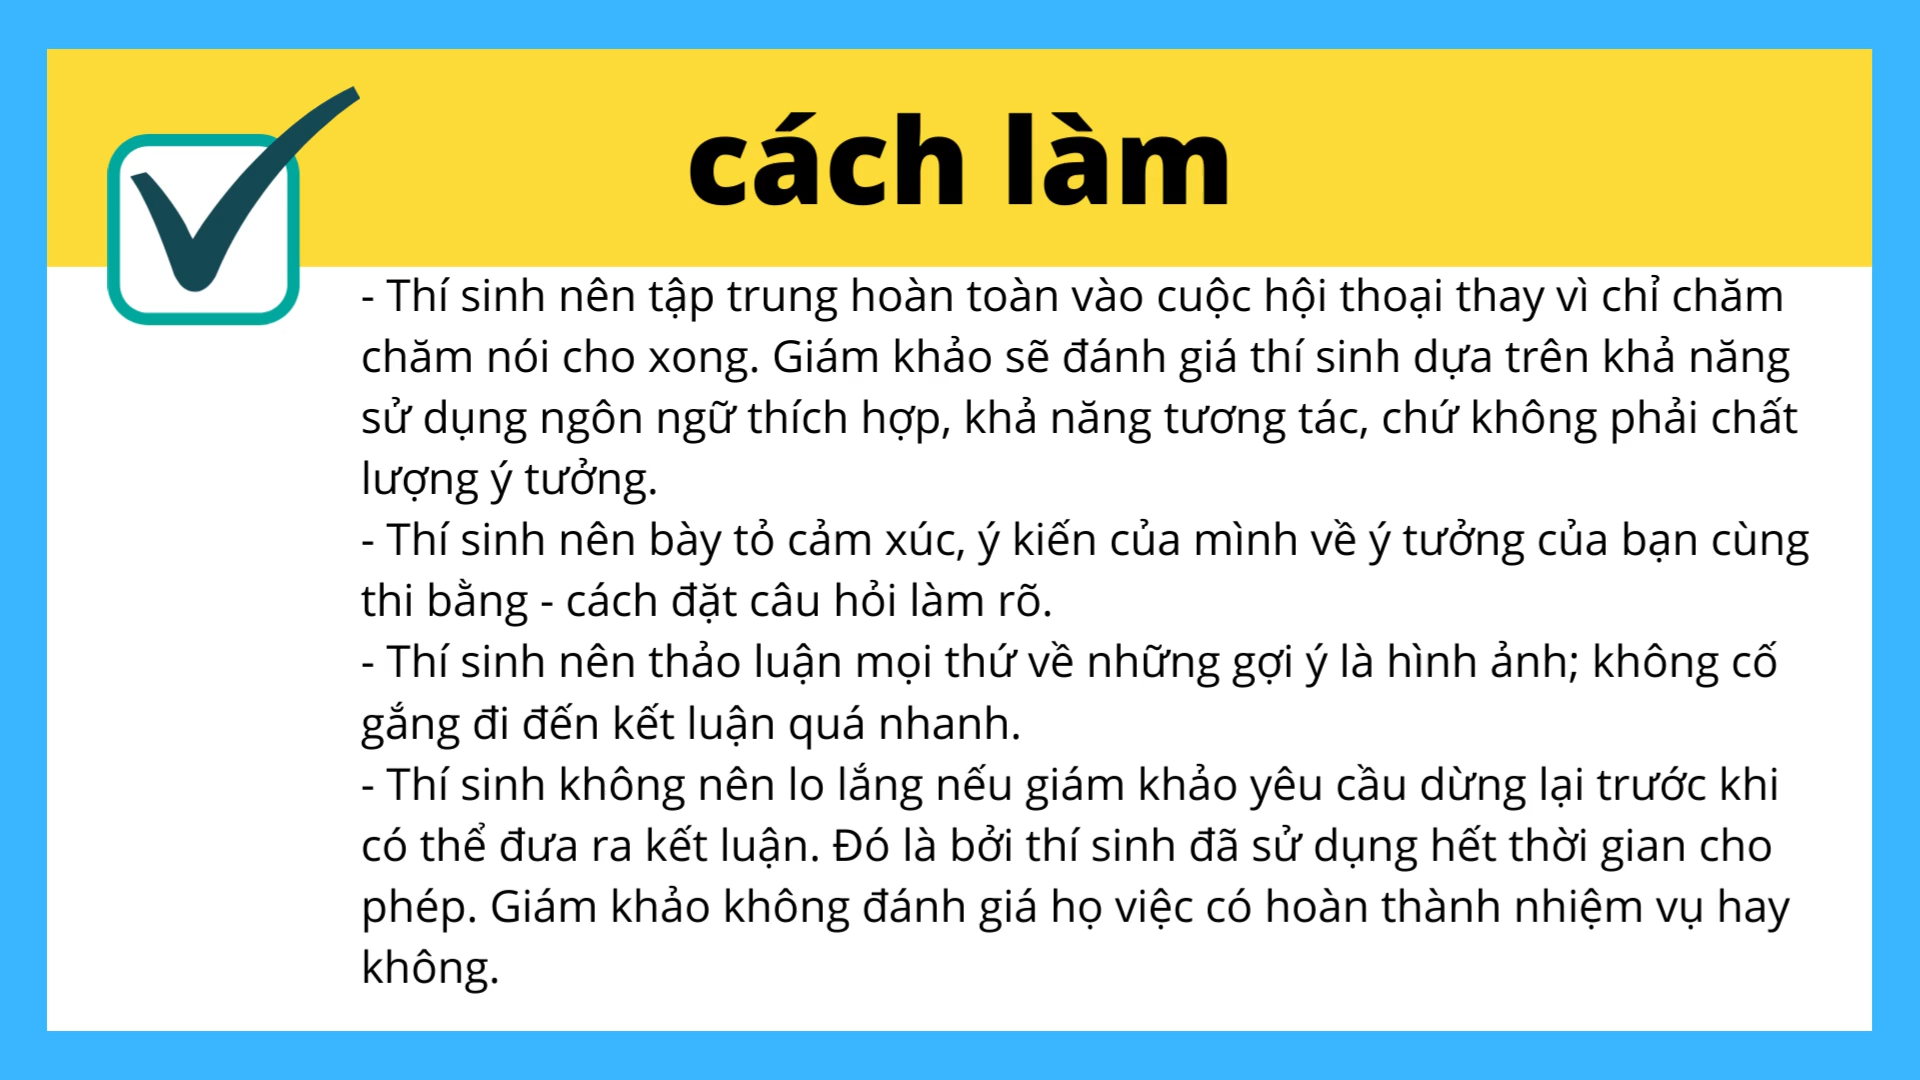 cách làm
- Thí sinh nên tập trung hoàn toàn vào cuộc hội thoại thay vì chỉ chăm
chăm nói cho xong. Giám khảo sẽ đánh giá thí sinh dựa trên khả năng
sử dụng ngôn ngữ thích hợp, khả năng tương tác, chứ không phải chất
lượng ý tưởng.
- Thí sinh nên bày tỏ cảm xúc, ý kiến của mình về ý tưởng của bạn cùng
thi bằng - cách đặt câu hỏi làm rõ.
- Thí sinh nên thảo luận mọi thứ về những gợi ý là hình ảnh; không cố
gắng đi đến kết luận quá nhanh.
- Thí sinh không nên lo lắng nếu giám khảo yêu cầu dừng lại trước khi
có thể đưa ra kết luận. Đó là bởi thí sinh đã sử dụng hết thời gian cho
phép. Giám khảo không đánh giá họ việc có hoàn thành nhiệm vụ hay
không.